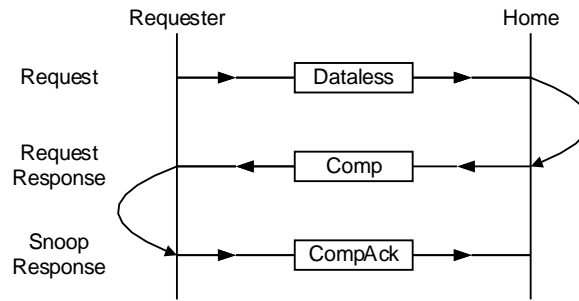 Requester
Home
Request
Dataless
Request
Response
Comp
Snoop
Response
CompAck